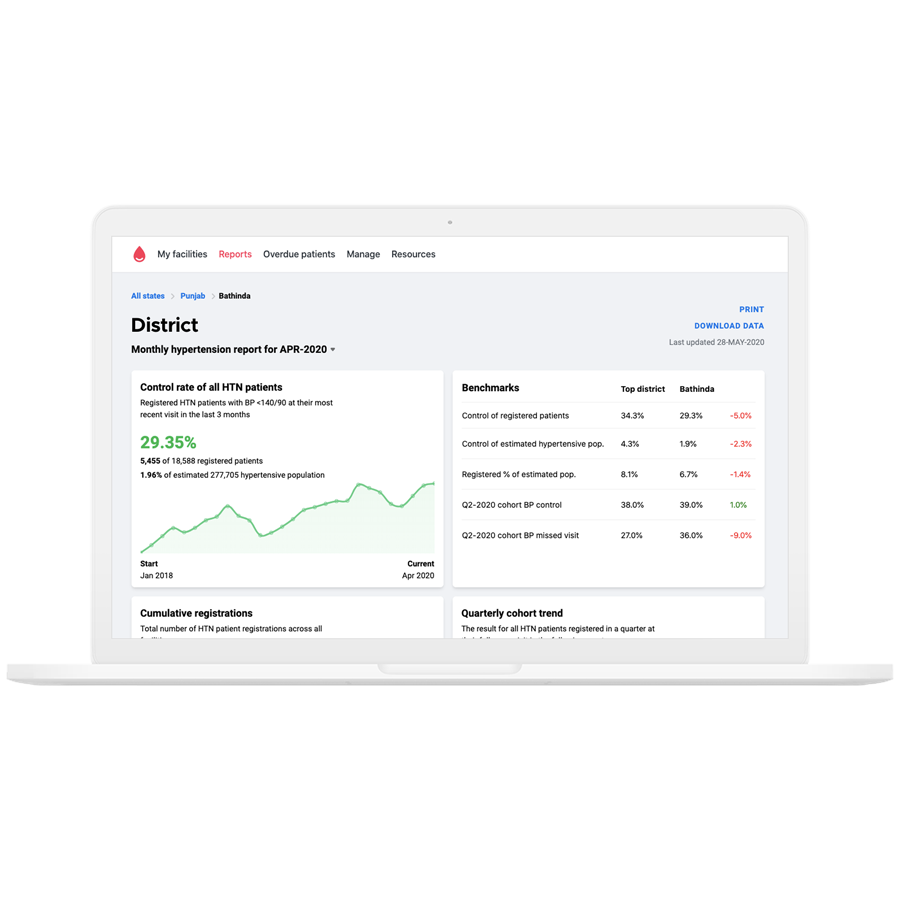 My facilities Reports Overdue patients Manage Resources
All states > Punjab > Bathinda
District
Monthly hypertension report for APR-2020
PRINT
DOWNLOAD DATA
Last updated 28-MAY-2020
Control rate of all HTN patients
Registered HTN patients with BP <140/90 at their most
recent visit in the last 3 months
29.35%
5,455 of 18,588 registered patients
1.96% of estimated 277,705 hypertensive population
Start
Jan 2018
Current
Apr 2020
Benchmarks Top district Bathinda
Control of registered patients 34.3% 29.3% -5.0%
Control of estimated hypertensive pop. 4.3% 1.9% -2.3%
Registered % of estimated pop. 8.1% 6.7% -1.4%
Q2-2020 cohort BP control 38.0% 39.0% 1.0%
Q2-2020 cohort BP missed visit 27.0% 36.0% -9.0%
Cumulative registrations
Total number of HTN patient registrations across all
Quarterly cohort trend
The result for all HTN patients registered in a quarter at